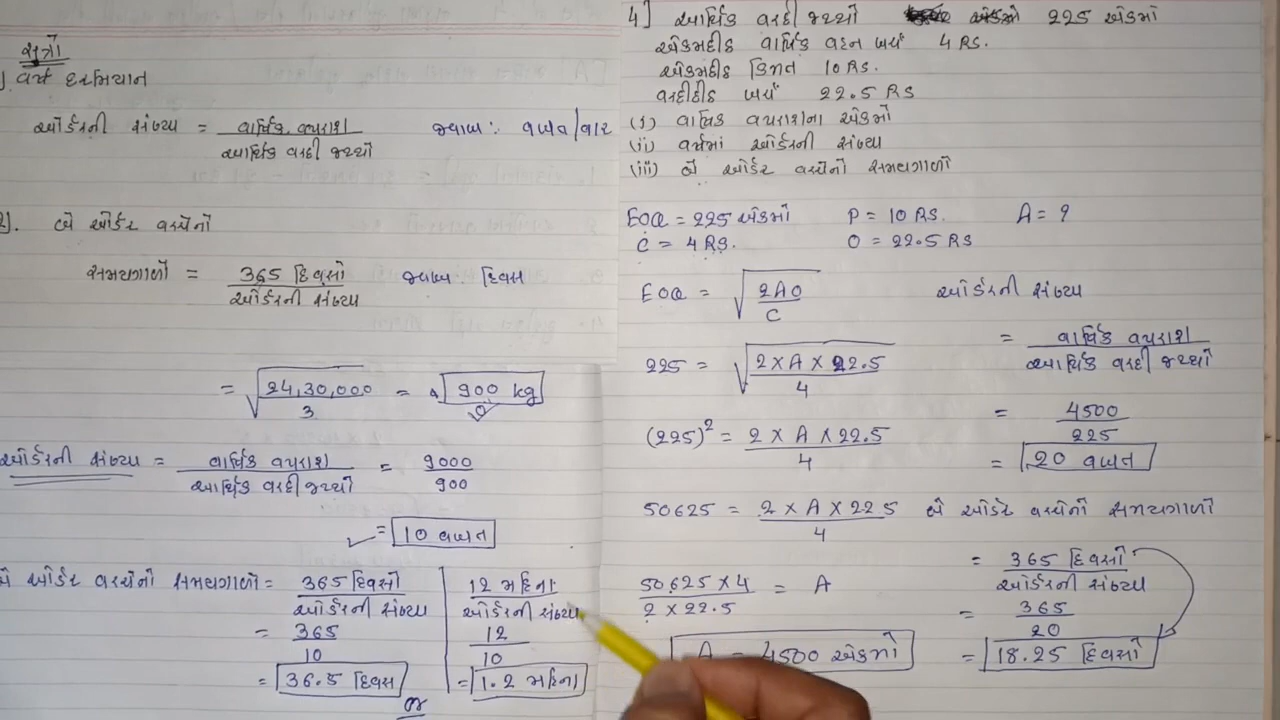 સૂત્રો
1). વર્ષ દરમિયાન
ઓર્ડરની સંખ્યા = વાર્ષિક વપરાશ જવાબ: વખત/વાર
આર્થિક વરદી જથ્થો
2]. બે ઓર્ડર વચ્ચેનો
સમયગાળો = 365 દિવસો જવાબ દિવસ
ઓર્ડરની સંખ્યા
= √ 24,30,000 = 900 kg
3
ઓર્ડરની સંખ્યા = વાર્ષિક વપરાશ = 9000
આર્થિક વરદી જથ્થો 900
= 10 વખત
બે ઓર્ડર વચ્ચેનો સમયગાળો = 365 દિવસો 12 મહિના
ઓર્ડરની સંખ્યા ઓર્ડરની સંખ્યા
= 365 12
10 10
= 36.5 દિવસ = 1.2 મહિના
or
4] આર્થિક વરદી જથ્થો 225 એકમો
એકમદીઠ વાર્ષિક વહન ખર્ચ 4 RS.
એકમદીઠ કિંમત 10 RS.
વરદીદીઠ ખર્ચ 22.5 RS
(i) વાર્ષિક વપરાશના એકમો
(ii) વર્ષમાં ઓર્ડરની સંખ્યા
(iii) બે ઓર્ડર વચ્ચેનો સમયગાળો
EOQ = 225 એકમો P = 10 RS. A = ?
C = 4 RS. O = 22.5 RS
EOQ = √ 2AO ઓર્ડરની સંખ્યા
C
= વાર્ષિક વપરાશ
આર્થિક વરદી જથ્થો
225 = √ 2 × A × 22.5
4
= 4500
225
(225)² = 2 × A × 22.5
4
= 20 વખત
50625 = 2 × A × 22 5 બે ઓર્ડર વચ્ચેનો સમયગાળો
4
= 365 દિવસો
ઓર્ડરની સંખ્યા
50625 × 4 = A
2 × 22.5
= 365
20
A = 4500 એકમો = 18.25 દિવસો